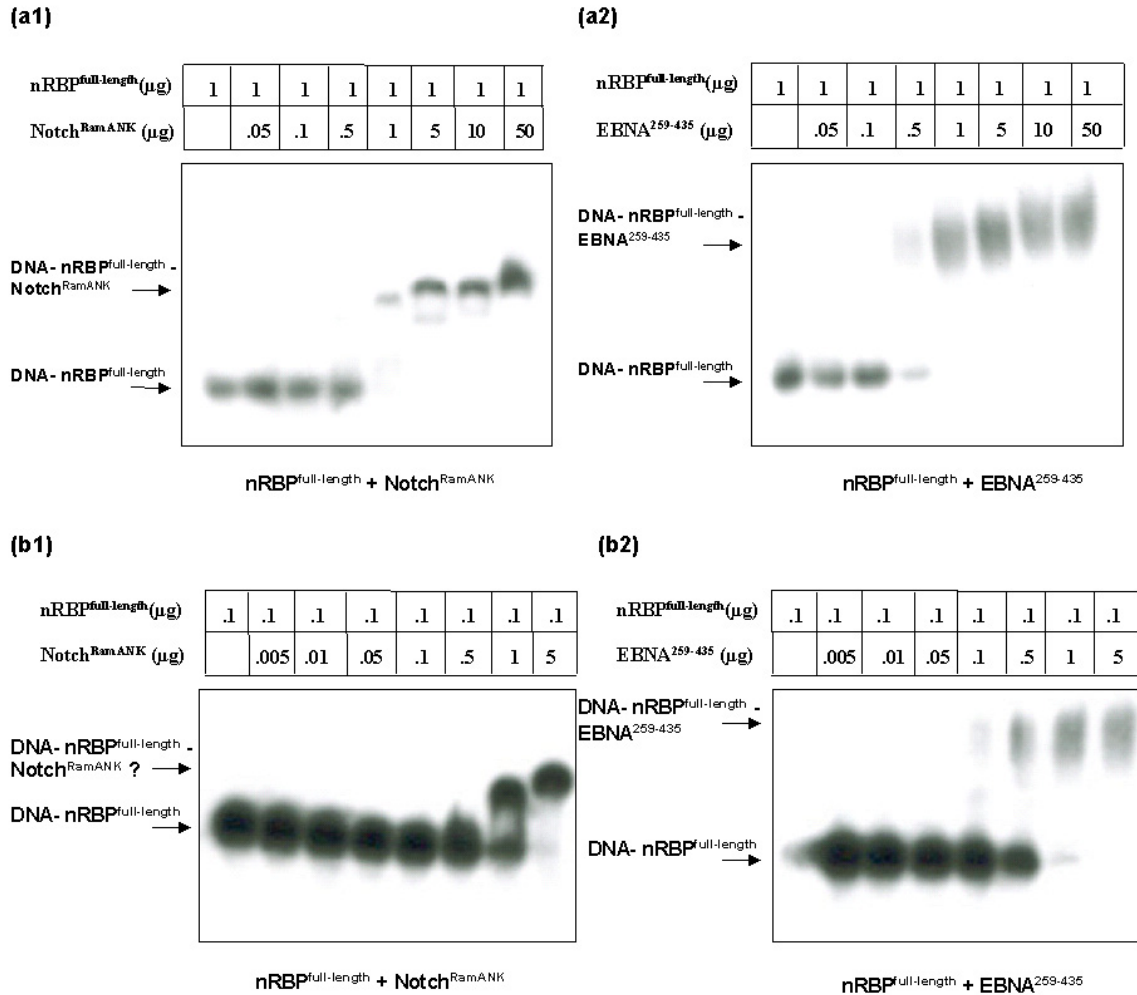 (a1)
nRBPfull-length (µg) 1 1 1 1 1 1 1 1
NotchRamANK (µg) .05 .1 .5 1 5 10 50
DNA- nRBPfull-length -
NotchRamANK
DNA- nRBPfull-length
nRBPfull-length + NotchRamANK
(a2)
nRBPfull-length (µg) 1 1 1 1 1 1 1 1
EBNA259-435 (µg) .05 .1 .5 1 5 10 50
DNA- nRBPfull-length -
EBNA259-435
DNA- nRBPfull-length
nRBPfull-length + EBNA259-435
(b1)
nRBPfull-length (µg) .1 .1 .1 .1 .1 .1 .1 .1
NotchRamANK (µg) .005 .01 .05 .1 .5 1 5
DNA- nRBPfull-length -
NotchRamANK ?
DNA- nRBPfull-length
nRBPfull-length + NotchRamANK
(b2)
nRBPfull-length (µg) .1 .1 .1 .1 .1 .1 .1 .1
EBNA259-435 (µg) .005 .01 .05 .1 .5 1 5
DNA- nRBPfull-length -
EBNA259-435
DNA- nRBPfull-length
nRBPfull-length + EBNA259-435